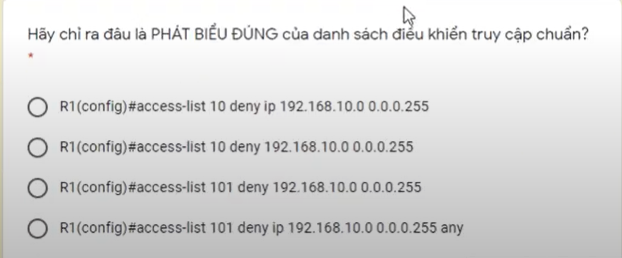 Hãy chỉ ra đâu là PHÁT BIỂU ĐÚNG của danh sách điều khiển truy cập chuẩn?
*
R1(config)#access-list 10 deny ip 192.168.10.0 0.0.0.255
R1(config)#access-list 10 deny 192.168.10.0 0.0.0.255
R1(config)#access-list 101 deny 192.168.10.0 0.0.0.255
R1(config)#access-list 101 deny ip 192.168.10.0 0.0.0.255 any